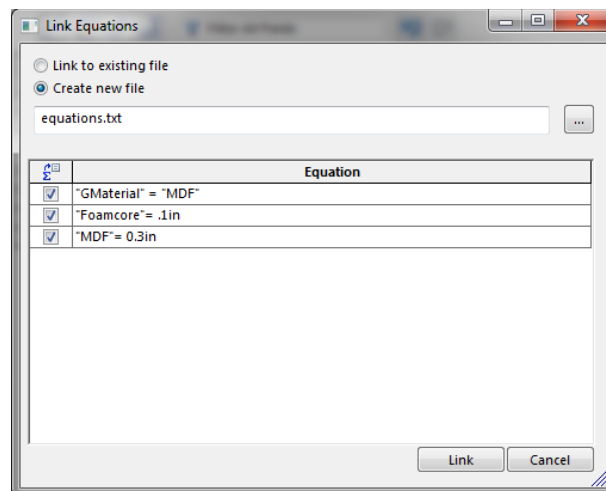 Link Equations
Link to existing file
Create new file
equations.txt
...
Σ Equation
"GMaterial" = "MDF"
"Foamcore"= .1in
"MDF"= 0.3in
Link Cancel